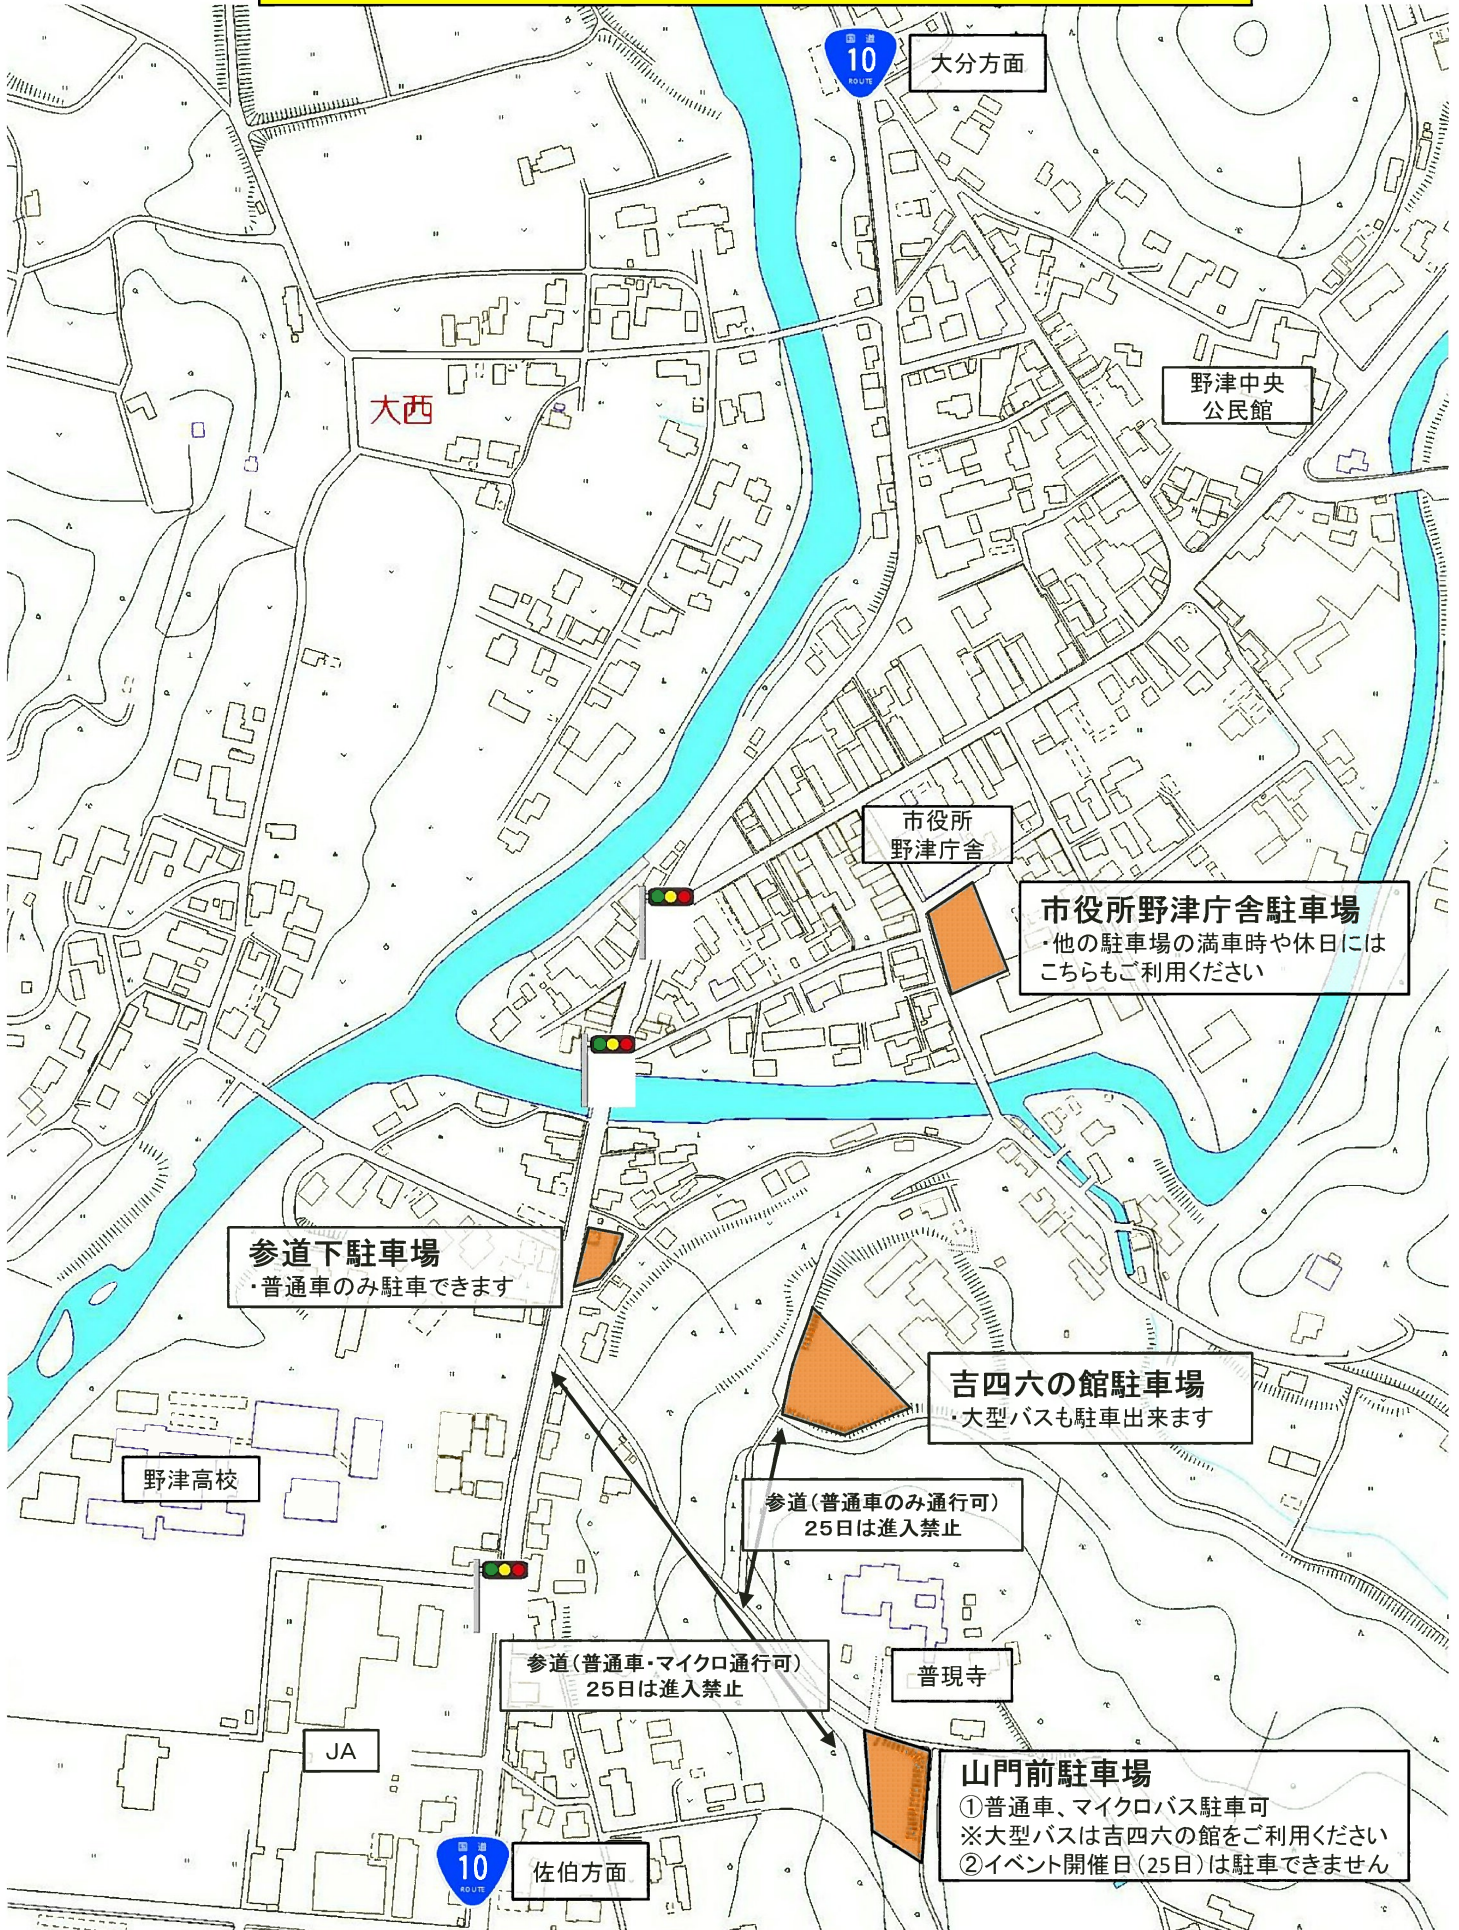 国道
10
ROUTE
大分方面
大西
野津中央
公民館
市役所
野津庁舎
市役所野津庁舎駐車場
・他の駐車場の満車時や休日には
こちらもご利用ください
参道下駐車場
・普通車のみ駐車できます
吉四六の館駐車場
・大型バスも駐車出来ます
野津高校
参道(普通車のみ通行可)
25日は進入禁止
参道(普通車・マイクロ通行可)
25日は進入禁止
普現寺
JA
山門前駐車場
①普通車、マイクロバス駐車可
※大型バスは吉四六の館をご利用ください
②イベント開催日(25日)は駐車できません
国道
10
ROUTE
佐伯方面